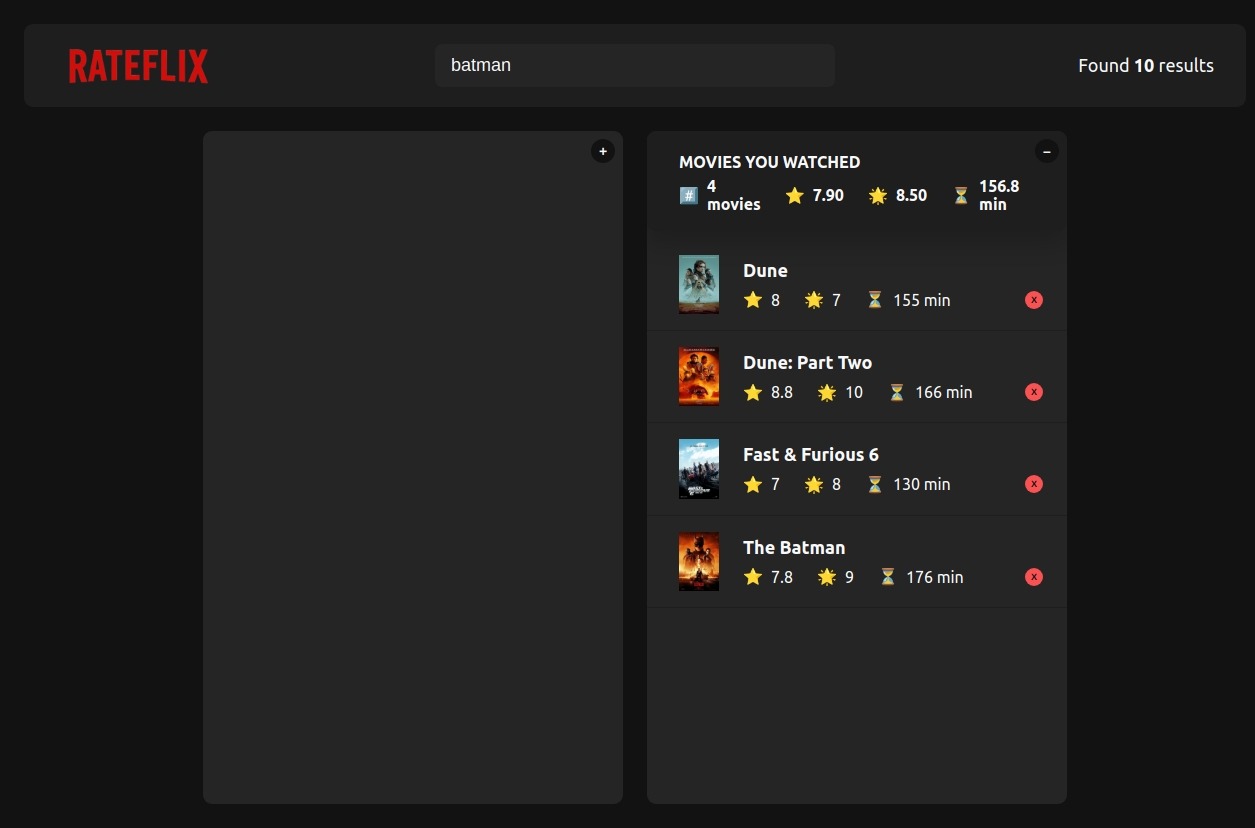 RATEFLIX
batman
Found 10 results
+
–
MOVIES YOU WATCHED
#️⃣ 4 movies ⭐ 7.90 🌟 8.50 ⏳ 156.8 min
Dune
⭐ 8 🌟 7 ⏳ 155 min X
Dune: Part Two
⭐ 8.8 🌟 10 ⏳ 166 min X
Fast & Furious 6
⭐ 7 🌟 8 ⏳ 130 min X
The Batman
⭐ 7.8 🌟 9 ⏳ 176 min X